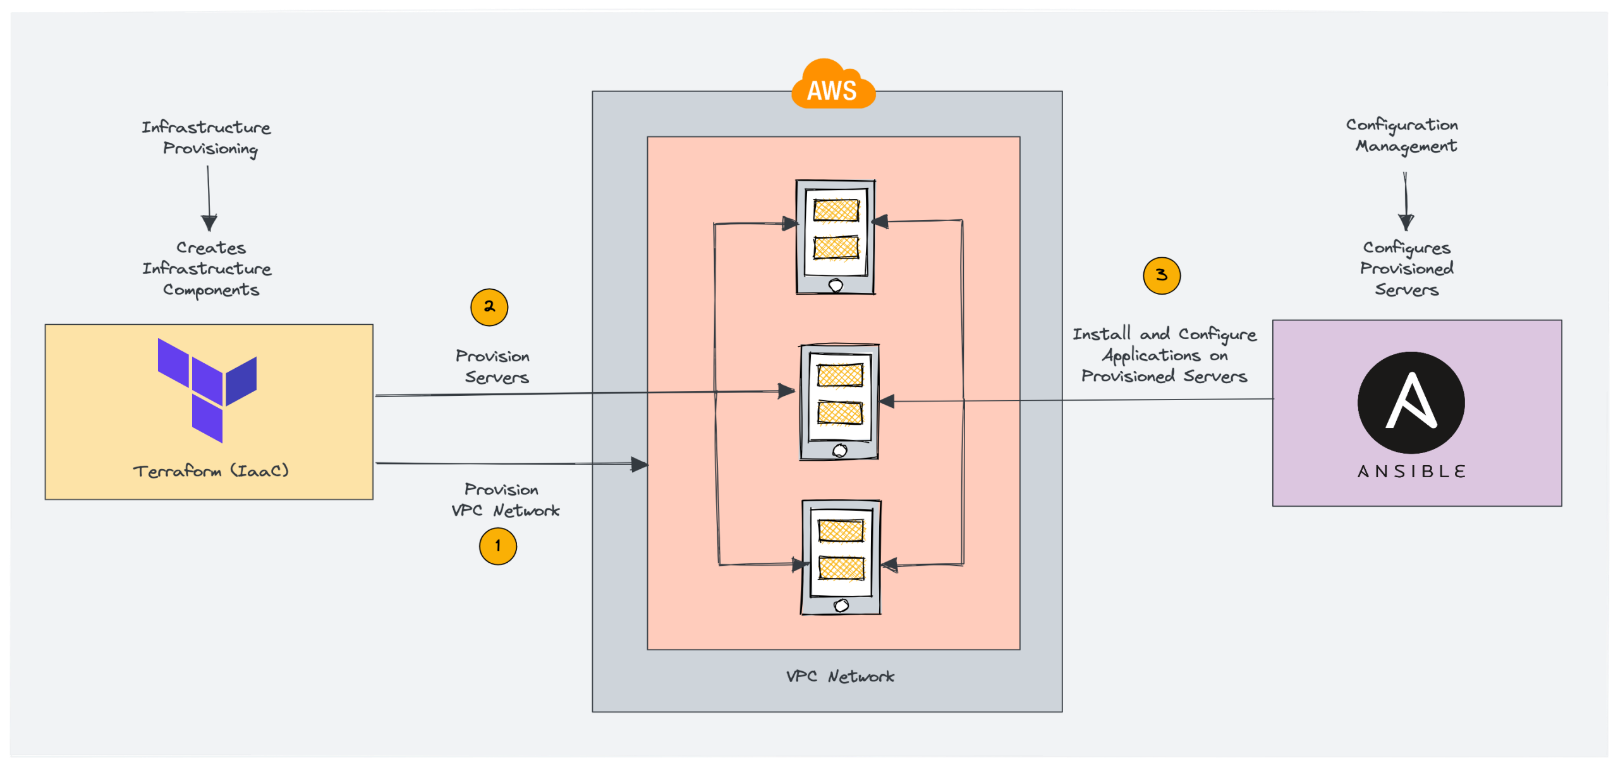 AWS
Infrastructure
Provisioning
Creates
Infrastructure
Components
Terraform (IaaC)
2
Provision
Servers
Provision
VPC Network
1
VPC Network
3
Install and Configure
Applications on
Provisioned Servers
Configuration
Management
Configures
Provisioned
Servers
ANSIBLE